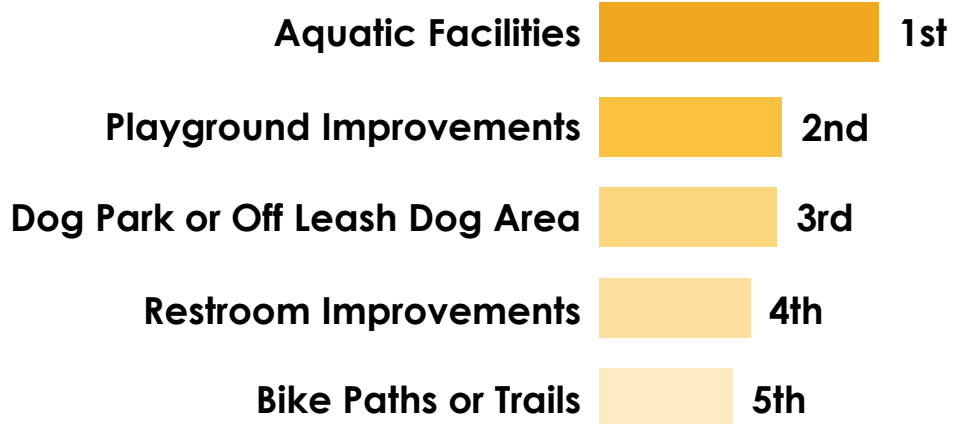 Aquatic Facilities 1st
Playground Improvements 2nd
Dog Park or Off Leash Dog Area 3rd
Restroom Improvements 4th
Bike Paths or Trails 5th